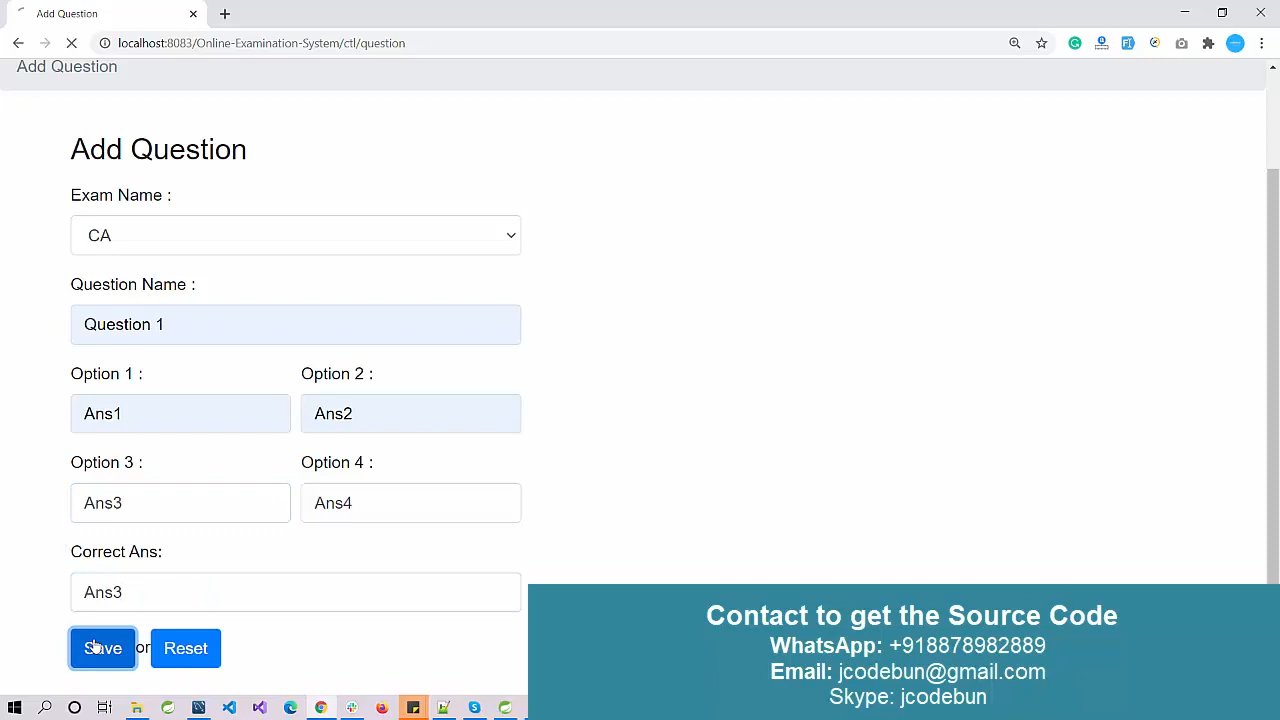 Add Question
localhost:8083/Online-Examination-System/ctl/question
Add Question
Add Question
Exam Name :
CA
Question Name :
Question 1
Option 1 :
Option 2 :
Ans1
Ans2
Option 3 :
Option 4 :
Ans3
Ans4
Correct Ans:
Ans3
Save or Reset
Contact to get the Source Code
WhatsApp: +918878982889
Email: jcodebun@gmail.com
Skype: jcodebun